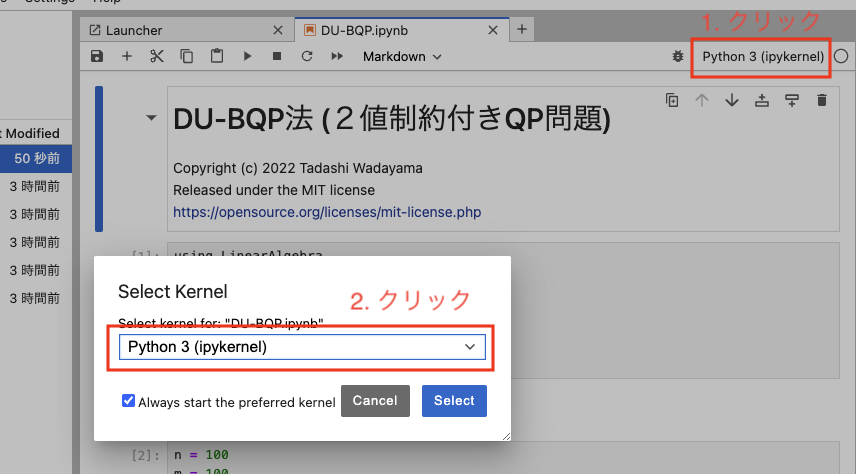 Settings Help
Launcher
DU-BQP.ipynb
1. クリック
Markdown
Python 3 (ipykernel)
t Modified
50 秒前
3 時間前
3 時間前
3 時間前
3 時間前
3 時間前
DU-BQP法 (２値制約付きQP問題)
Copyright (c) 2022 Tadashi Wadayama
Released under the MIT license
https://opensource.org/licenses/mit-license.php
[1]: using LinearAlgebra
Select Kernel
2. クリック
Select kernel for: "DU-BQP.ipynb"
Python 3 (ipykernel)
Always start the preferred kernel
Cancel
Select
[2]: n = 100
m = 100